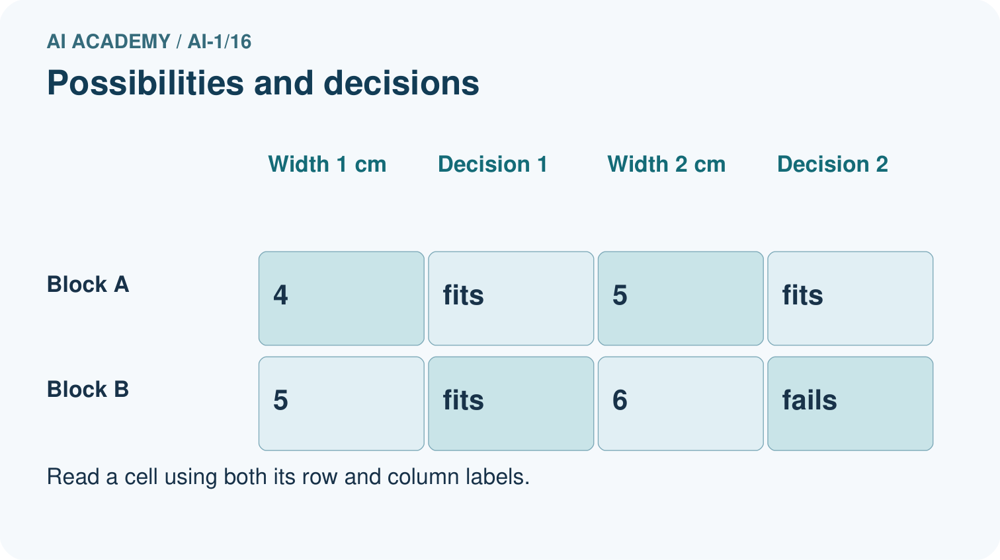 AI ACADEMY / AI-1/16
Possibilities and decisions
Width 1 cm Decision 1 Width 2 cm Decision 2
Block A 4 fits 5 fits
Block B 5 fits 6 fails
Read a cell using both its row and column labels.